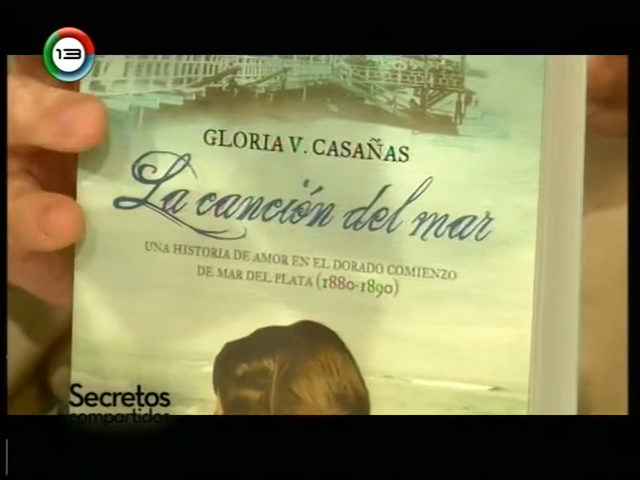 13
GLORIA V. CASAÑAS
La canción del mar
UNA HISTORIA DE AMOR EN EL DORADO COMIENZO
DE MAR DEL PLATA (1880-1890)
Secretos
compartidos